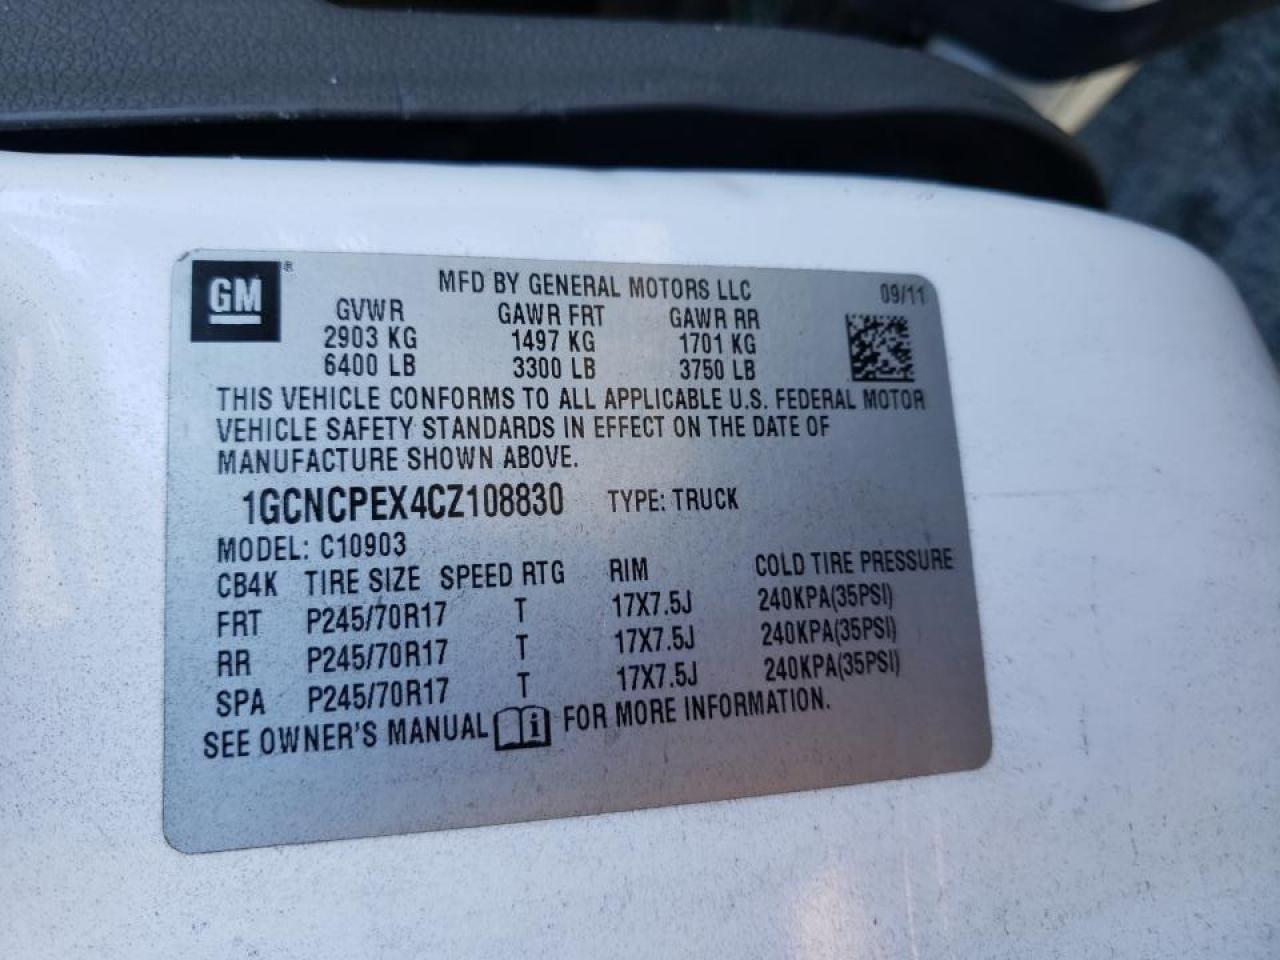 GM ®
MFD BY GENERAL MOTORS LLC 09/11
GVWR GAWR FRT GAWR RR
2903 KG 1497 KG 1701 KG
6400 LB 3300 LB 3750 LB
THIS VEHICLE CONFORMS TO ALL APPLICABLE U.S. FEDERAL MOTOR
VEHICLE SAFETY STANDARDS IN EFFECT ON THE DATE OF
MANUFACTURE SHOWN ABOVE.
1GCNCPEX4CZ108830 TYPE: TRUCK
MODEL: C10903
CB4K TIRE SIZE SPEED RTG RIM COLD TIRE PRESSURE
FRT P245/70R17 T 17X7.5J 240KPA(35PSI)
RR P245/70R17 T 17X7.5J 240KPA(35PSI)
SPA P245/70R17 T 17X7.5J 240KPA(35PSI)
SEE OWNER'S MANUAL i FOR MORE INFORMATION.